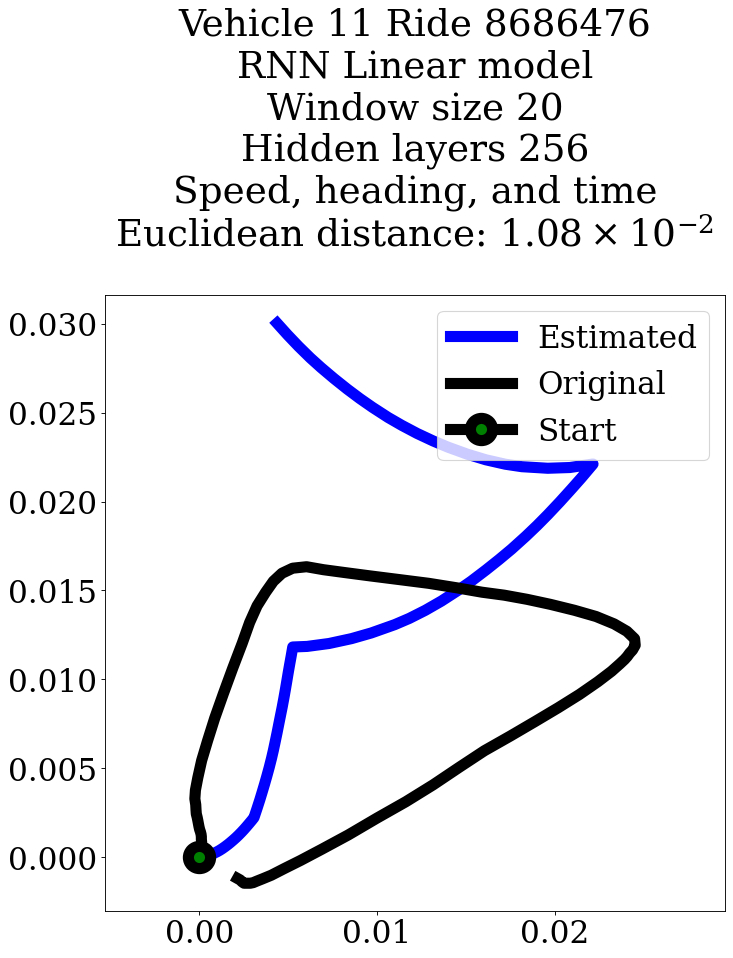 Vehicle 11 Ride 8686476
RNN Linear model
Window size 20
Hidden layers 256
Speed, heading, and time
Euclidean distance: 1.08 × 10⁻²
Estimated
Original
Start
0.030
0.025
0.020
0.015
0.010
0.005
0.000
0.00 0.01 0.02